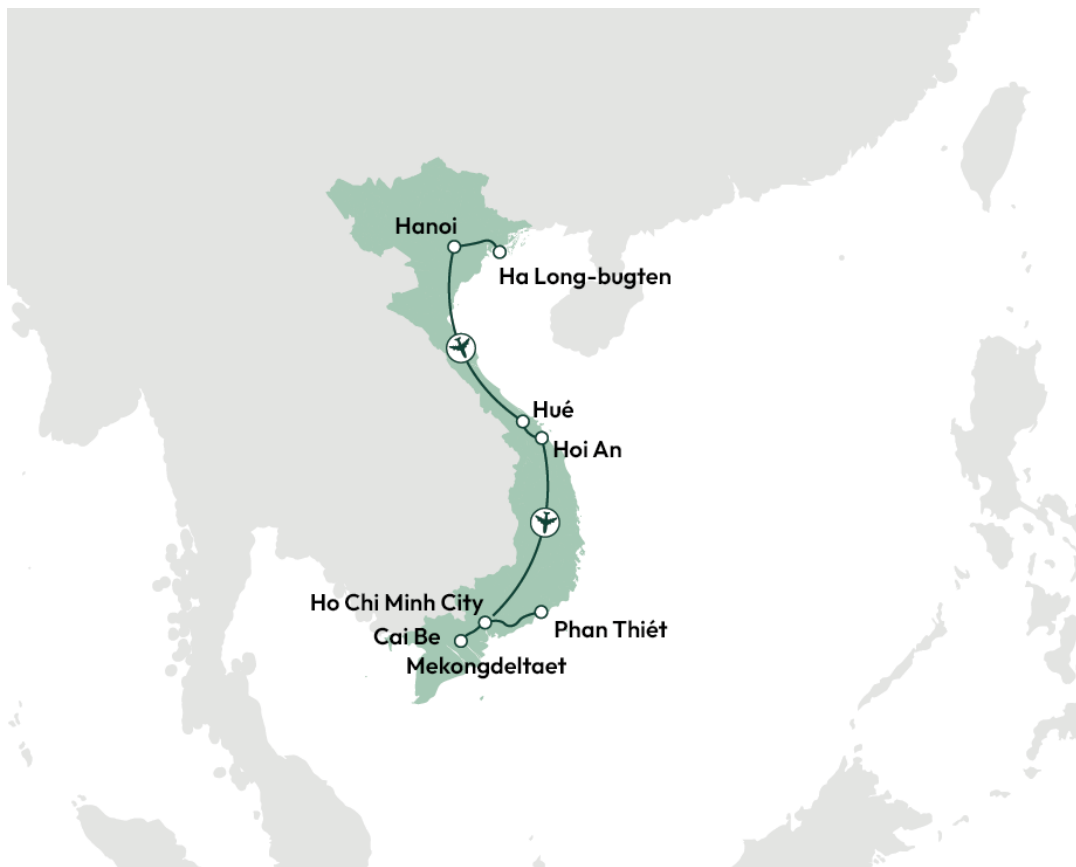 Hanoi
Ha Long-bugten
Hué
Hoi An
Ho Chi Minh City
Phan Thiét
Cai Be
Mekongdeltaet